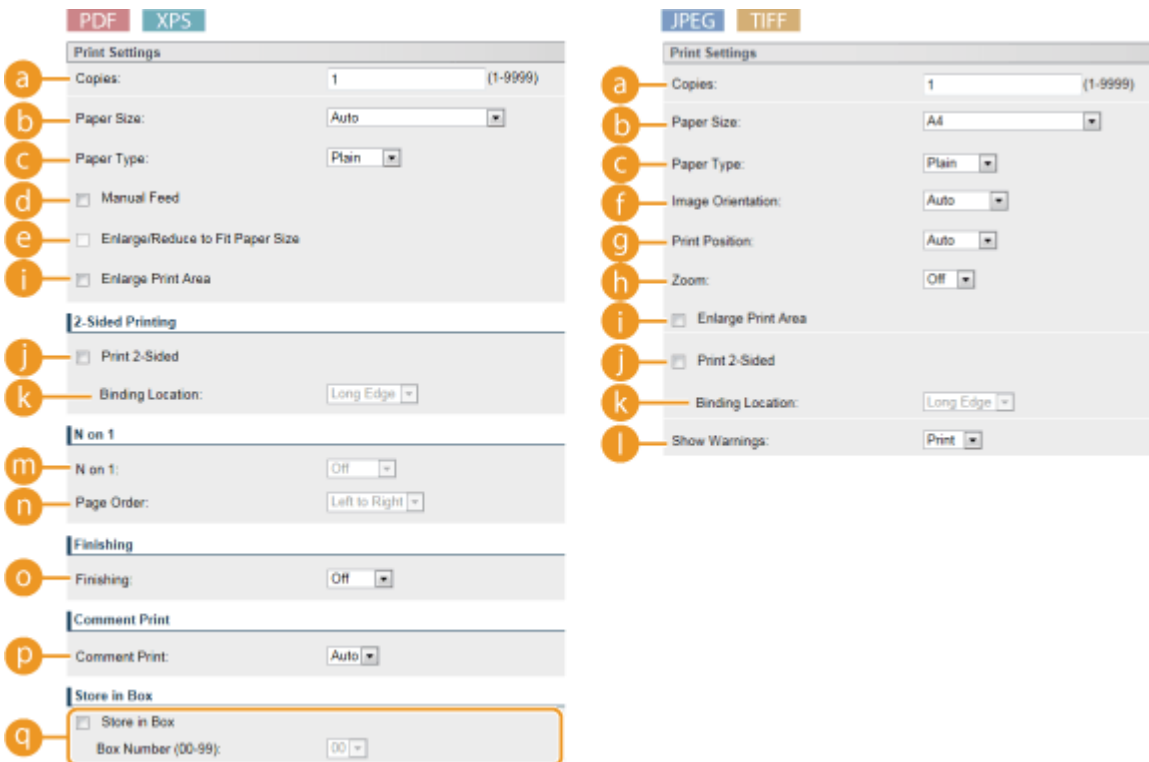 PDF XPS
Print Settings
a Copies: 1 (1-9999)
b Paper Size: Auto
c Paper Type: Plain
d Manual Feed
e Enlarge/Reduce to Fit Paper Size
i Enlarge Print Area
2-Sided Printing
j Print 2-Sided
k Binding Location: Long Edge
N on 1
m N on 1: Off
n Page Order: Left to Right
Finishing
o Finishing: Off
Comment Print
p Comment Print: Auto
Store in Box
q Store in Box
Box Number (00-99): 00
JPEG TIFF
Print Settings
a Copies: 1 (1-9999)
b Paper Size: A4
c Paper Type: Plain
f Image Orientation: Auto
g Print Position: Auto
h Zoom: Off
i Enlarge Print Area
j Print 2-Sided
k Binding Location: Long Edge
l Show Warnings: Print